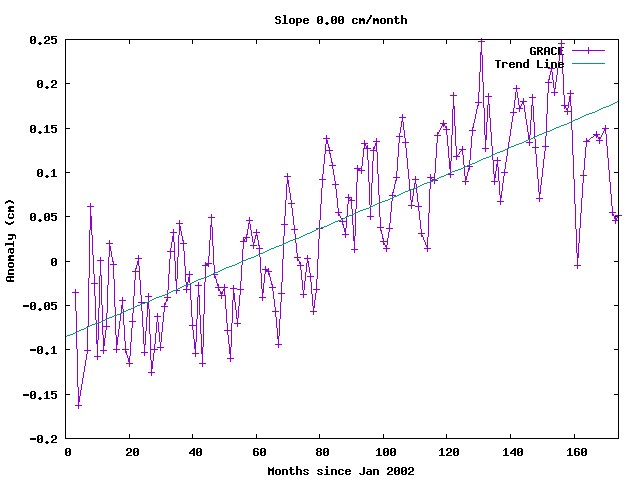 Slope 0.00 cm/month
GRACE
Trend Line
Anomaly (cm)
0.25
0.2
0.15
0.1
0.05
0
-0.05
-0.1
-0.15
-0.2
0 20 40 60 80 100 120 140 160
Months since Jan 2002